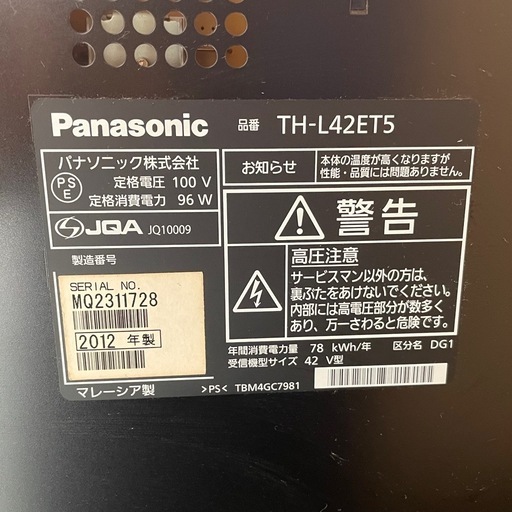 Panasonic 品番 TH-L42ET5
パナソニック株式会社
PS E
定格電圧 100 V
定格消費電力 96 W
お知らせ
本体の温度が高くなりますが
性能・品質には問題ありません。
JQA JQ10009
製造番号
SERIAL NO.
MQ2311728
2012 年製
マレーシア製
警告
高圧注意
サービスマン以外の方は、
裏ぶたをあけないでください。
内部には高電圧部分が数多く
あり、万一さわると危険です。
年間消費電力量 78 kWh/年 区分名 DG1
受信機型サイズ 42 V型
>PS< TBM4GC7981